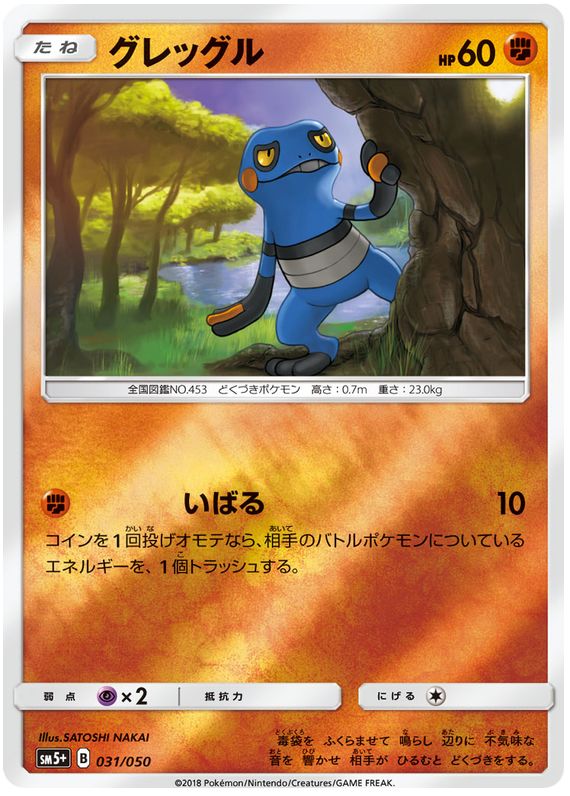 たね グレッグル HP60
全国図鑑NO.453 どくづきポケモン 高さ：0.7m 重さ：23.0kg
いばる 10
コインを1回投げオモテなら、相手のバトルポケモンについている
エネルギーを、1個トラッシュする。
弱点 ×2 抵抗力 にげる
Illus.SATOSHI NAKAI
SM5+ B 031/050
毒袋を ふくらませて 鳴らし 辺りに 不気味な
音を 響かせ 相手が ひるむと どくづきをする。
©2018 Pokémon/Nintendo/Creatures/GAME FREAK.